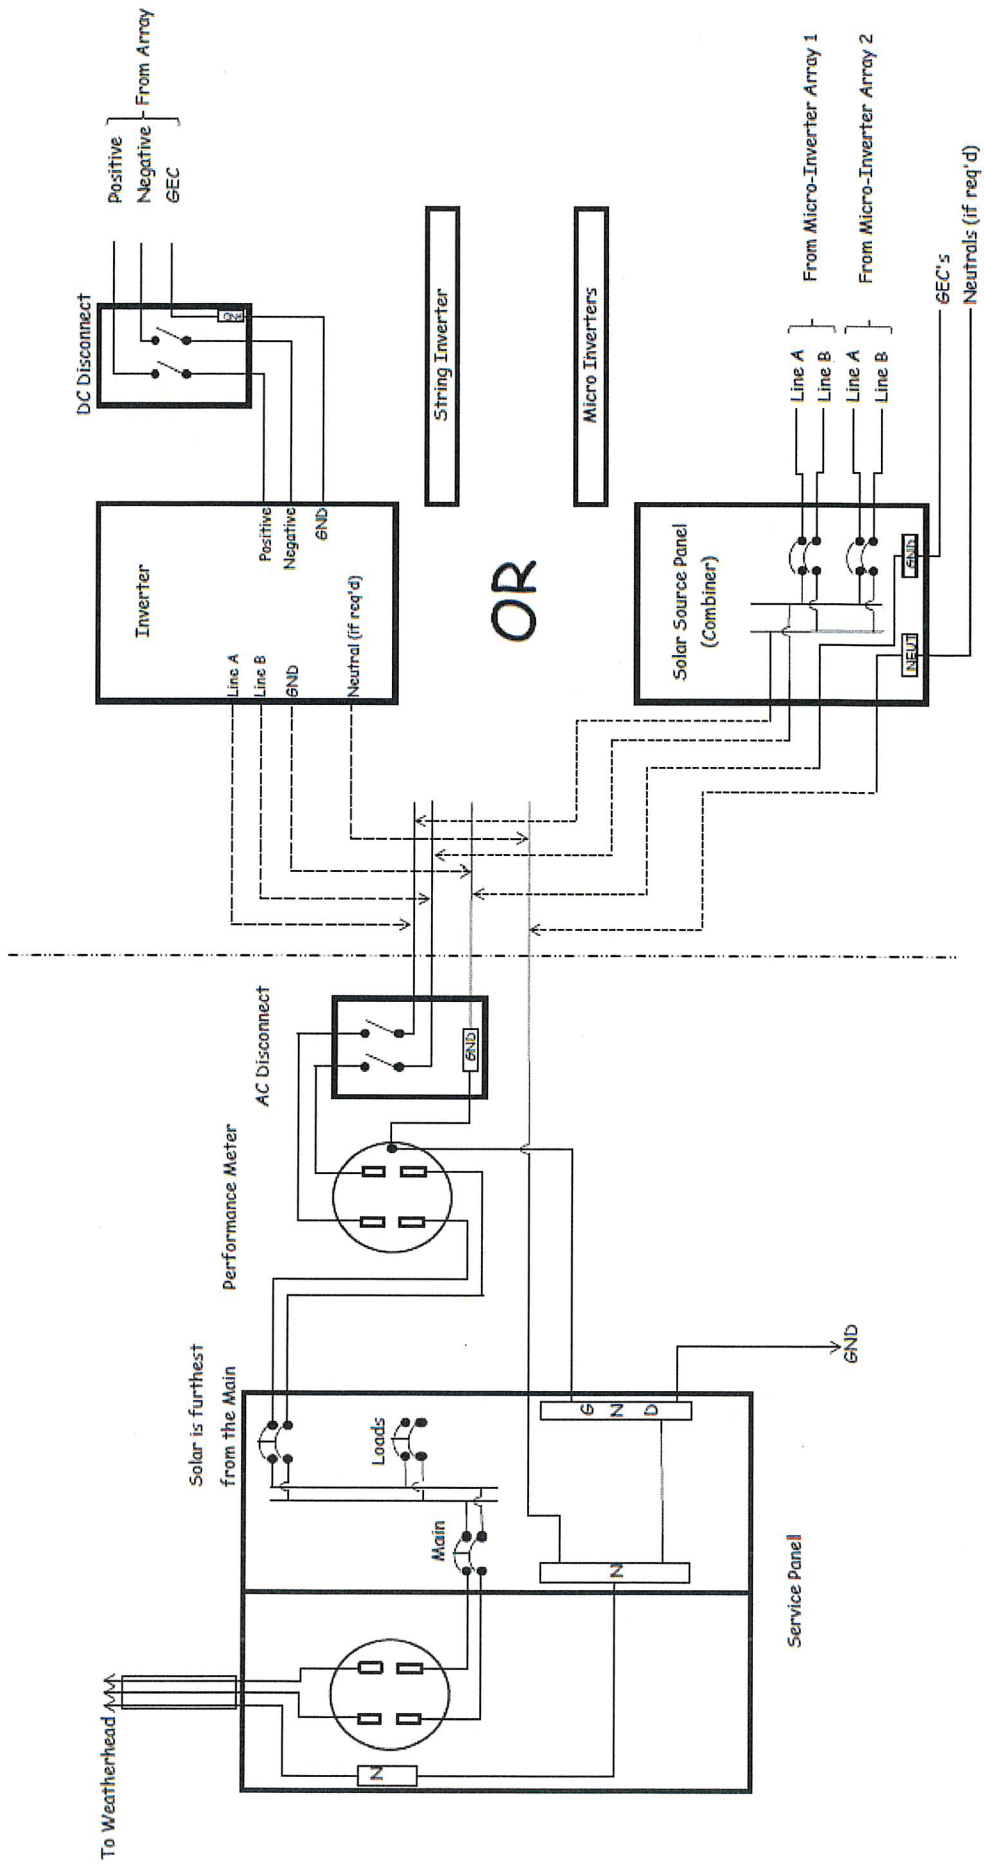 To Weatherhead
N
Service Panel
Main
N
Loads
Solar is furthest
from the Main
G N D
GND
Performance Meter
AC Disconnect
GND
Inverter
Line A
Line B
GND
Neutral (if req'd)
Positive
Negative
GND
DC Disconnect
Positive
Negative
GEC
From Array
String Inverter
OR
Micro Inverters
Solar Source Panel
(Combiner)
NEUT
GND
Line A
Line B
From Micro-Inverter Array 1
Line A
Line B
From Micro-Inverter Array 2
GEC's
Neutrals (if req'd)